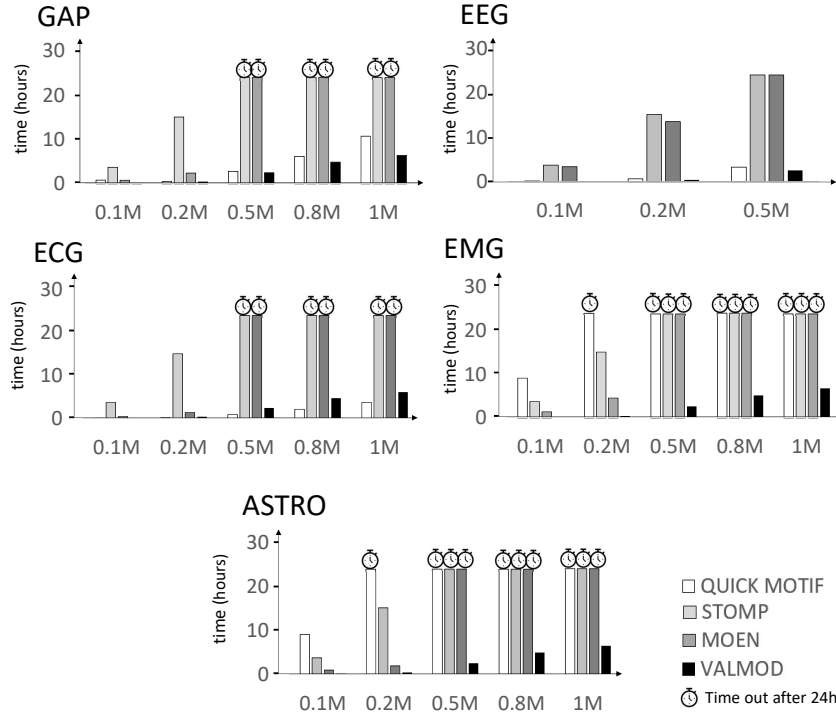 GAP
time (hours)
30
20
10
0
0.1M 0.2M 0.5M 0.8M 1M
EEG
time (hours)
30
20
10
0
0.1M 0.2M 0.5M
ECG
time (hours)
30
20
10
0
0.1M 0.2M 0.5M 0.8M 1M
EMG
time (hours)
30
20
10
0
0.1M 0.2M 0.5M 0.8M 1M
ASTRO
time (hours)
30
20
10
0
0.1M 0.2M 0.5M 0.8M 1M
QUICK MOTIF
STOMP
MOEN
VALMOD
Time out after 24h